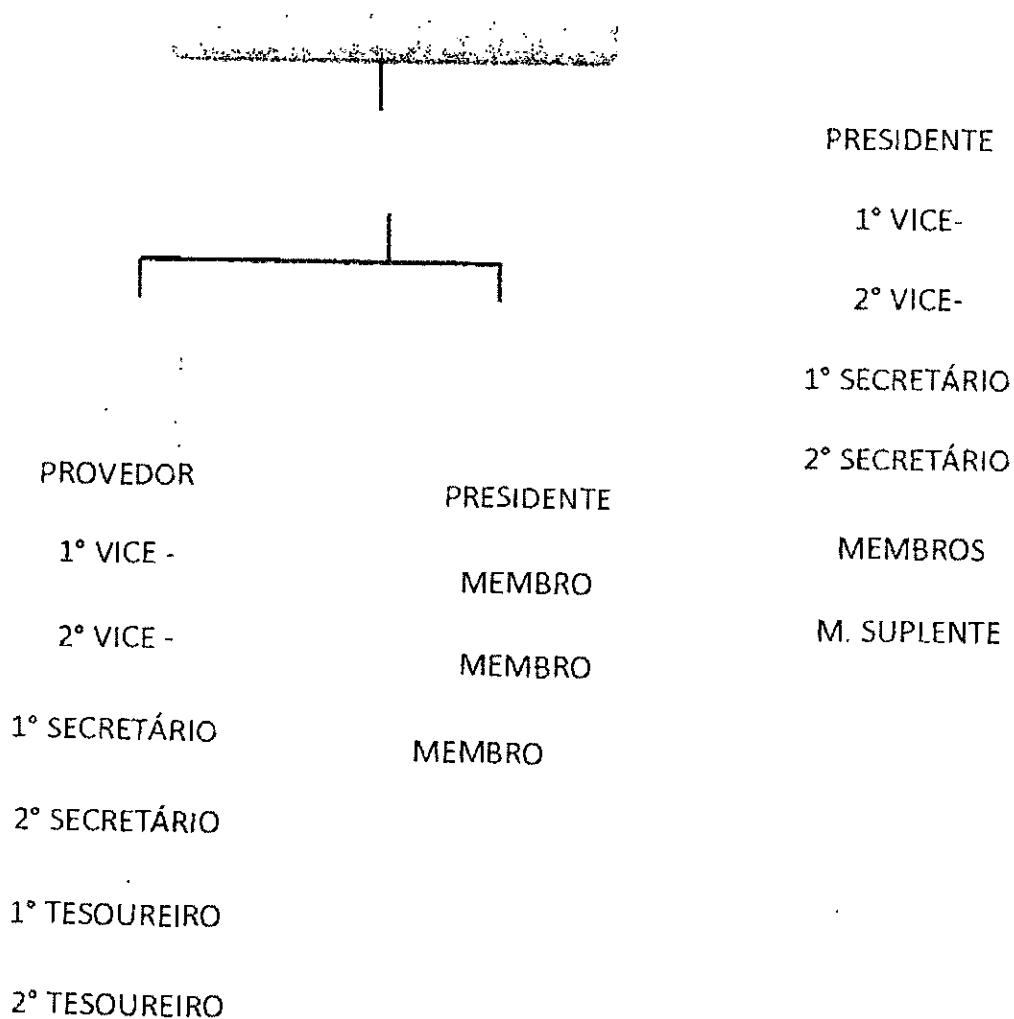 PROVEDOR
1° VICE -
2° VICE -
1° SECRETÁRIO
2° SECRETÁRIO
1° TESOUREIRO
2° TESOUREIRO
PRESIDENTE
MEMBRO
MEMBRO
MEMBRO
PRESIDENTE
1° VICE-
2° VICE-
1° SECRETÁRIO
2° SECRETÁRIO
MEMBROS
M. SUPLENTE